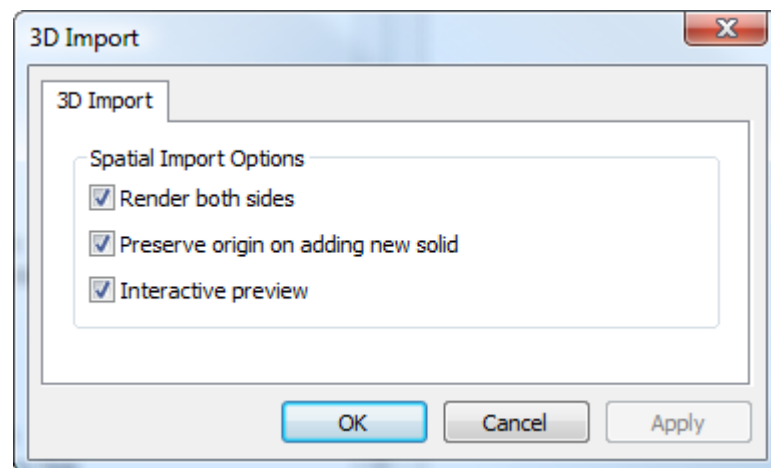 3D Import
3D Import
Spatial Import Options
Render both sides
Preserve origin on adding new solid
Interactive preview
OK
Cancel
Apply